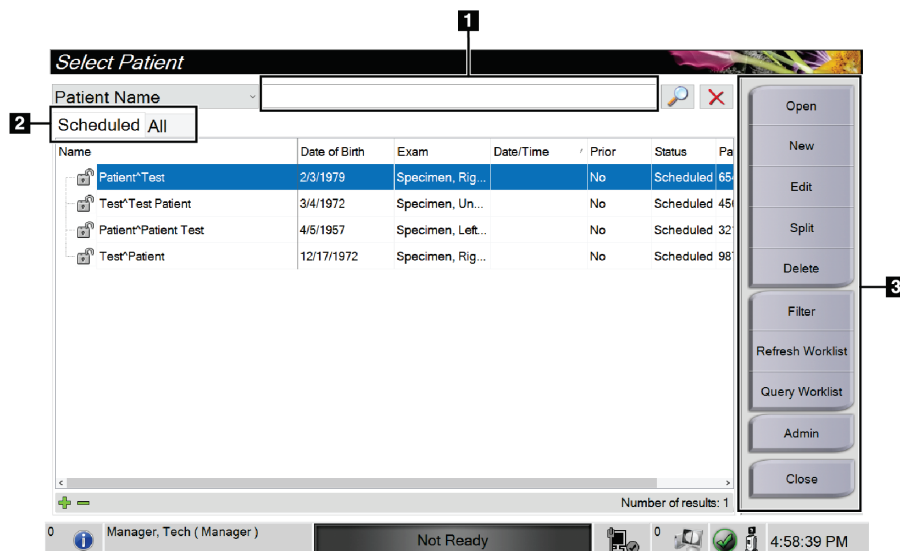 1
Select Patient
Patient Name
2
Scheduled All
Name Date of Birth Exam Date/Time Prior Status Pa
Patient^Test 2/3/1979 Specimen, Rig... No Scheduled 654
Test^Test Patient 3/4/1972 Specimen, Un... No Scheduled 456
Patient^Patient Test 4/5/1957 Specimen, Left... No Scheduled 321
Test^Patient 12/17/1972 Specimen, Rig... No Scheduled 987
Number of results: 1
Open
New
Edit
Split
Delete
3
Filter
Refresh Worklist
Query Worklist
Admin
Close
0
Manager, Tech ( Manager )
Not Ready
0
4:58:39 PM